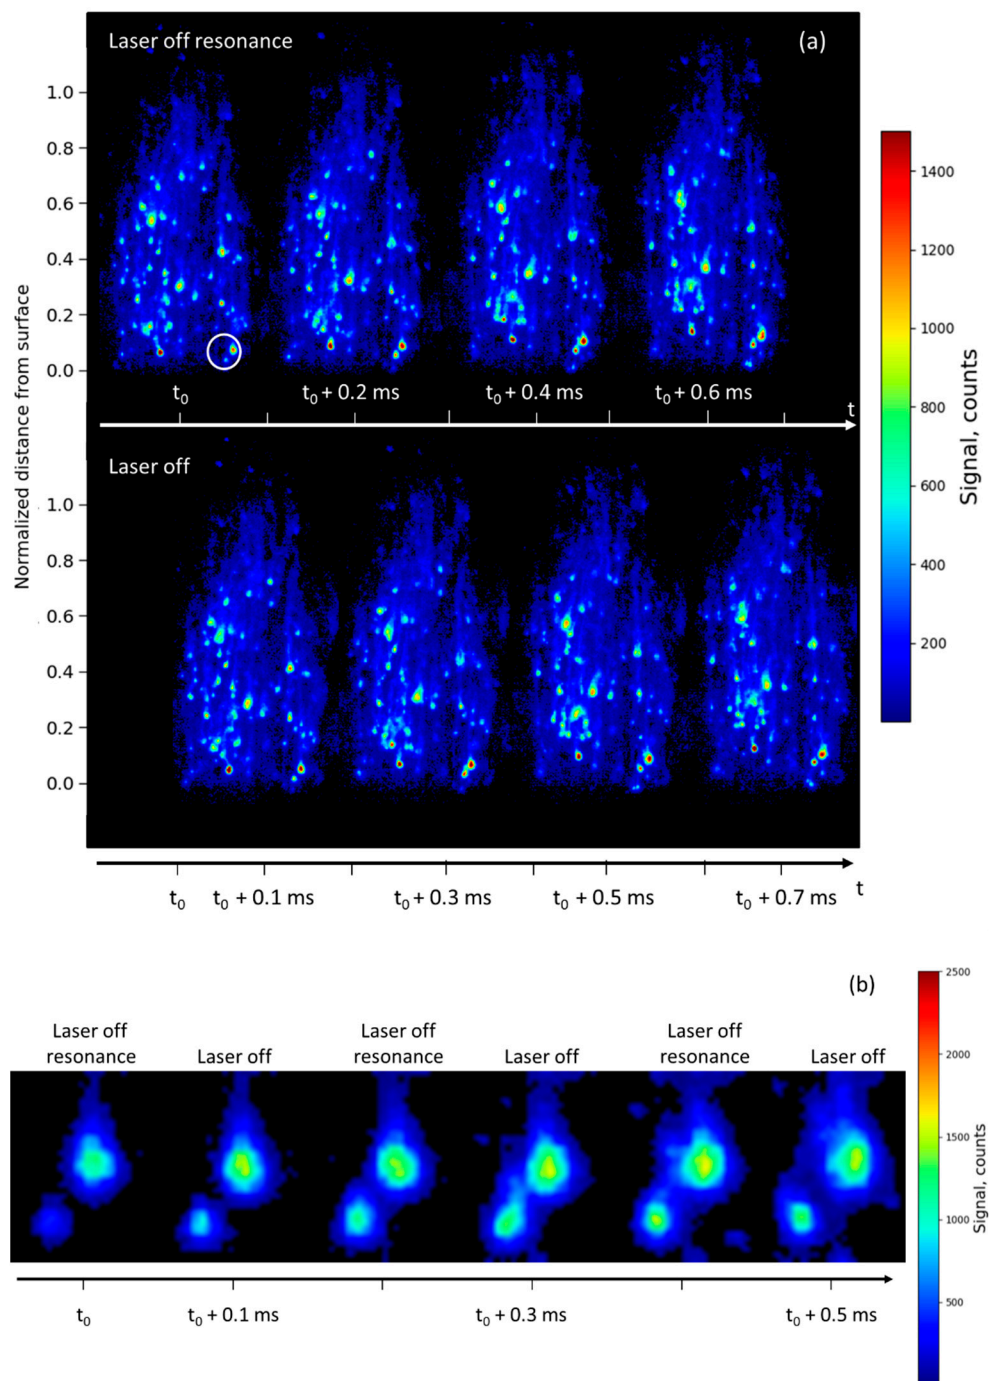 Laser off resonance
(a)
1.0
0.8
0.6
0.4
0.2
0.0
t₀
t₀ + 0.2 ms
t₀ + 0.4 ms
t₀ + 0.6 ms
t
Normalized distance from surface
1400
1200
1000
800
600
400
200
Signal, counts
Laser off
1.0
0.8
0.6
0.4
0.2
0.0
t₀
t₀ + 0.1 ms
t₀ + 0.3 ms
t₀ + 0.5 ms
t₀ + 0.7 ms
t
(b)
Laser off
resonance
Laser off
Laser off
resonance
Laser off
Laser off
resonance
Laser off
2500
2000
1500
1000
500
Signal, counts
t₀
t₀ + 0.1 ms
t₀ + 0.3 ms
t₀ + 0.5 ms